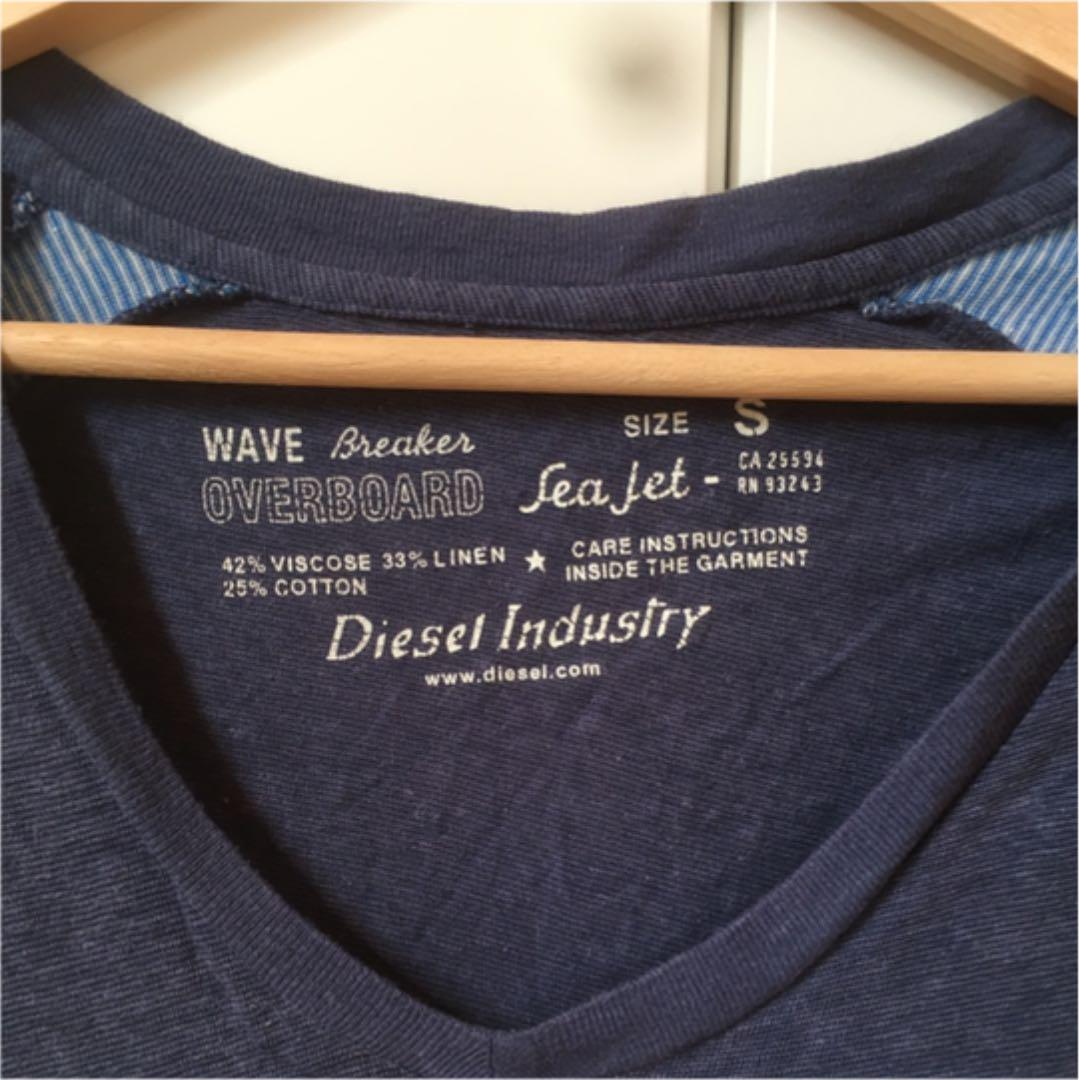 WAVE Breaker
OVERBOARD
SIZE S
Sea Jet -
CA 25594
RN 93243
42% VISCOSE 33% LINEN
25% COTTON
★
CARE INSTRUCTIONS
INSIDE THE GARMENT
Diesel Industry
www.diesel.com